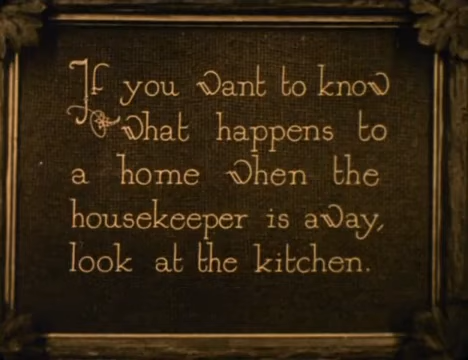 If you want to know
what happens to
a home when the
housekeeper is away,
look at the kitchen.